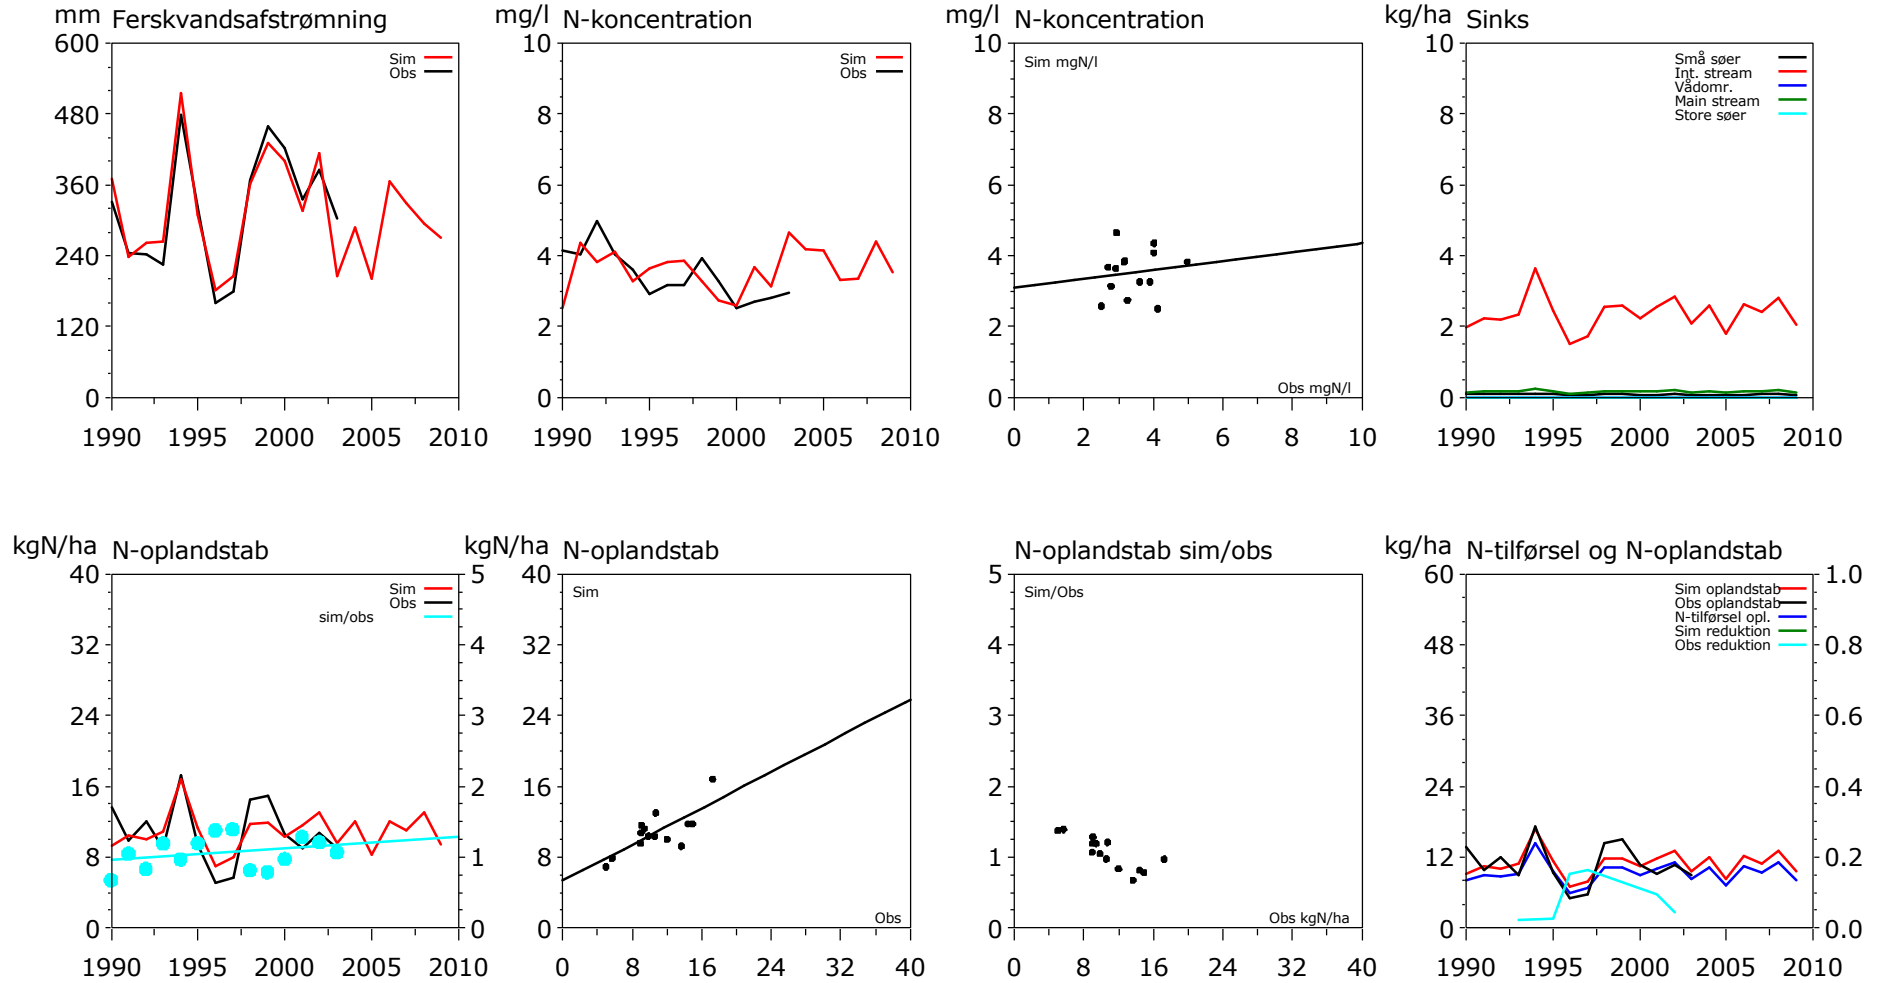 mm Ferskvandsafstrømning
600
480
360
240
120
0
1990 1995 2000 2005 2010
Sim
Obs
mg/l N-koncentration
10
8
6
4
2
0
1990 1995 2000 2005 2010
Sim
Obs
mg/l N-koncentration
10
8
6
4
2
0
0 2 4 6 8 10
Sim mgN/l
Obs mgN/l
kg/ha Sinks
10
8
6
4
2
0
1990 1995 2000 2005 2010
Små søer
Int. stream
Vådomr.
Main stream
Store søer
kgN/ha N-oplandstab
40
32
24
16
8
0
1990 1995 2000 2005 2010
Sim
Obs
sim/obs
5
4
3
2
1
0
kgN/ha N-oplandstab
40
32
24
16
8
0
0 8 16 24 32 40
Sim
Obs
N-oplandstab sim/obs
5
4
3
2
1
0
0 8 16 24 32 40
Sim/Obs
Obs kgN/ha
kg/ha N-tilførsel og N-oplandstab
60
48
36
24
12
0
1990 1995 2000 2005 2010
Sim oplandstab
Obs oplandstab
N-tilførsel opl.
Sim reduktion
Obs reduktion
1.0
0.8
0.6
0.4
0.2
0.0